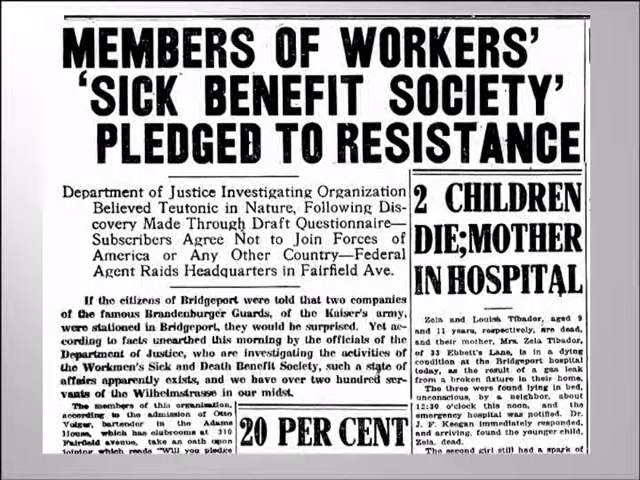 MEMBERS OF WORKERS'
'SICK BENEFIT SOCIETY'
PLEDGED TO RESISTANCE
Department of Justice Investigating Organization
Believed Teutonic in Nature, Following Dis-
covery Made Through Draft Questionnaire—
Subscribers Agree Not to Join Forces of
America or Any Other Country—Federal
Agent Raids Headquarters in Fairfield Ave.
If the citizens of Bridgeport were told that two companies
of the famous Brandenburger Guards, of the Kaiser's army,
were stationed in Bridgeport, they would be surprised. Yet ac-
cording to facts unearthed this morning by the officials of the
Department of Justice, who are investigating the activities of
the Workmen's Sick and Death Benefit Society, such a state of
affairs apparently exists, and we have over two hundred ser-
vants of the Wilhelmstrasse in our midst.
The members of this organization,
according to the admission of Otto
Volger, bartender in the Adams
House, which has clubrooms at 310
Fairfield avenue, take an oath upon
joining which reads "Will you pledge
20 PER CENT
2 CHILDREN
DIE;MOTHER
IN HOSPITAL
Zela and Louisa Tibador, aged 9
and 11 years, respectively, are dead,
and their mother, Mrs. Zela Tibador,
of 33 Ebbett's Lane, is in a dying
condition at the Bridgeport hospital
today, as the result of a gas leak
from a broken fixture in their home.
The three were found lying in bed,
unconscious, by a neighbor, about
12:30 o'clock this noon, and the
emergency hospital was notified. Dr.
J. F. Keegan immediately responded,
and arriving, found the younger child,
Zela, dead.
The second girl still had a spark of